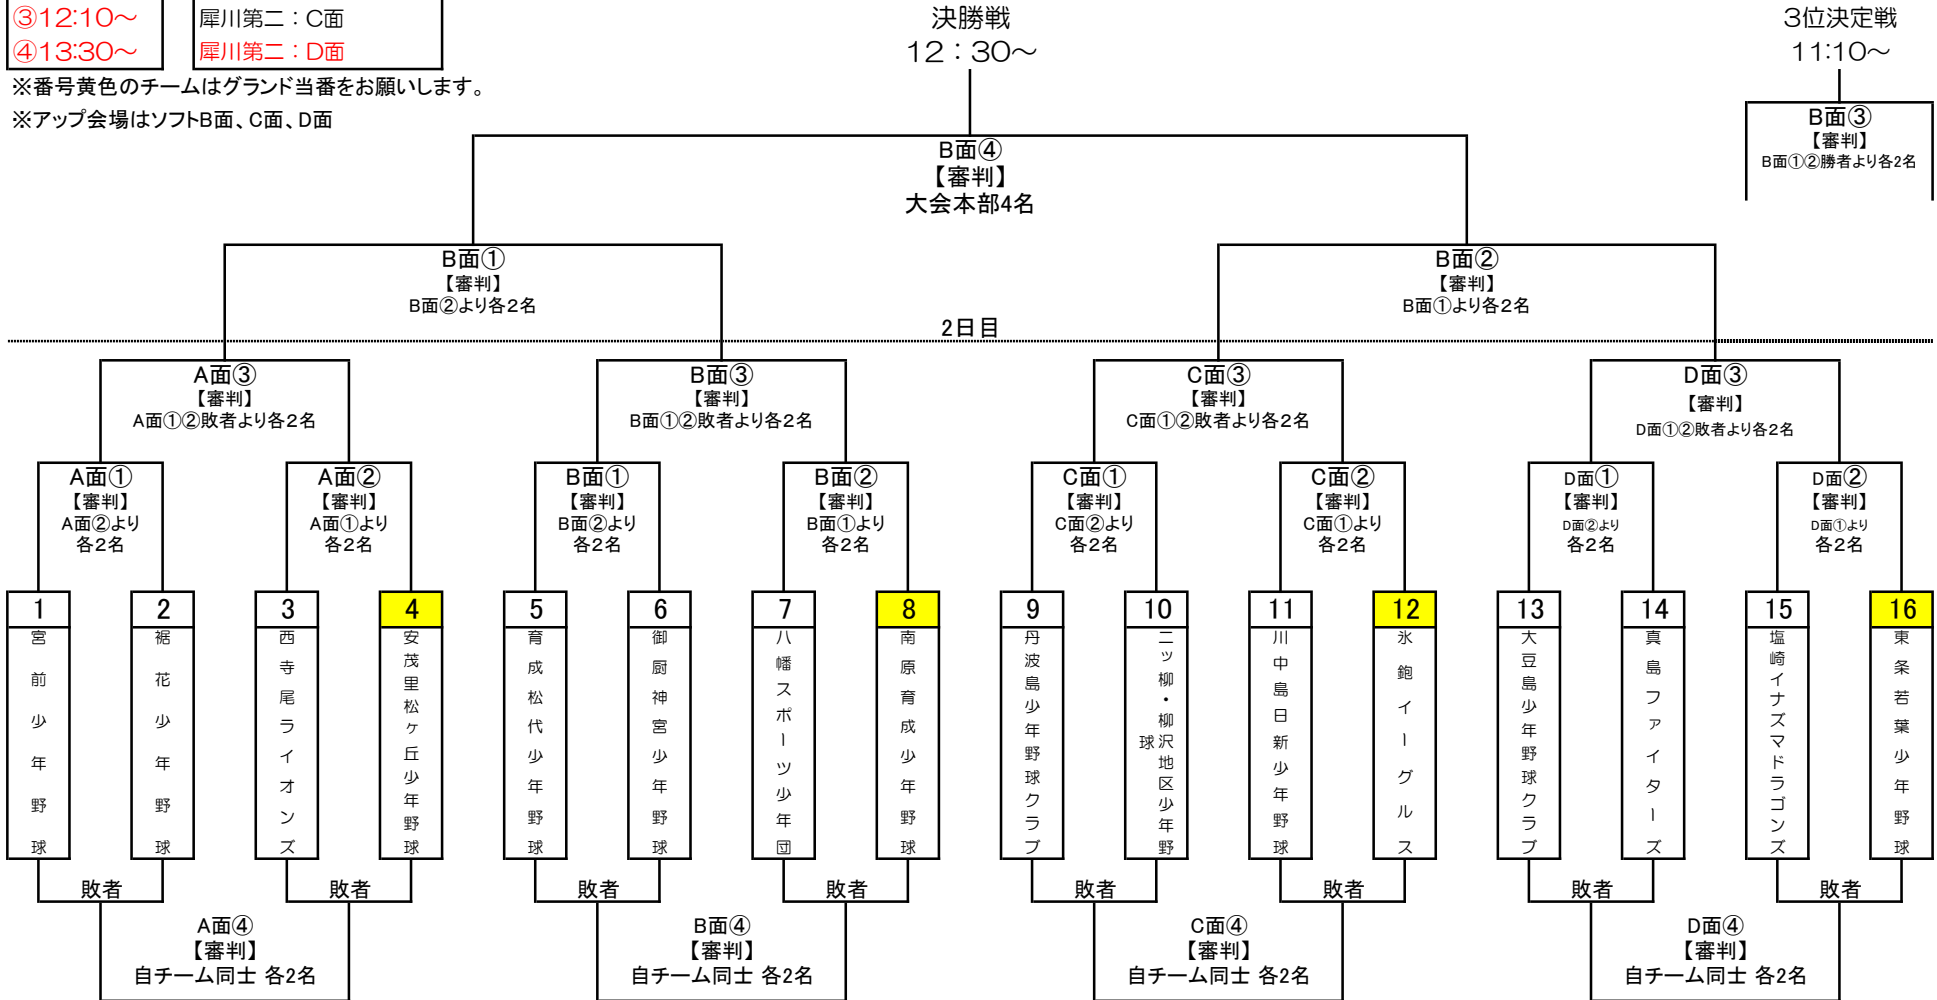 ③12:10～
④13:30～
犀川第二：C面
犀川第二：D面
※番号黄色のチームはグランド当番をお願いします。
※アップ会場はソフトB面、C面、D面
決勝戦
12：30～
3位決定戦
11:10～
B面③
【審判】
B面①②勝者より各2名
B面④
【審判】
大会本部4名
B面①
【審判】
B面②より各2名
B面②
【審判】
B面①より各2名
2日目
A面③
【審判】
A面①②敗者より各2名
B面③
【審判】
B面①②敗者より各2名
C面③
【審判】
C面①②敗者より各2名
D面③
【審判】
D面①②敗者より各2名
A面①
【審判】
A面②より
各2名
A面②
【審判】
A面①より
各2名
B面①
【審判】
B面②より
各2名
B面②
【審判】
B面①より
各2名
C面①
【審判】
C面②より
各2名
C面②
【審判】
C面①より
各2名
D面①
【審判】
D面②より
各2名
D面②
【審判】
D面①より
各2名
1
宮前少年野球
2
裾花少年野球
3
西寺尾ライオンズ
4
安茂里松ヶ丘少年野球
5
育成松代少年野球
6
御厨神宮少年野球
7
八幡スポーツ少年団
8
南原育成少年野球
9
丹波島少年野球クラブ
10
二ッ柳・柳沢地区少年野
球
11
川中島日新少年野球
12
氷鉋イーグルス
13
大豆島少年野球クラブ
14
真島ファイターズ
15
塩崎イナズマドラゴンズ
16
東条若葉少年野球
敗者
敗者
敗者
敗者
敗者
敗者
敗者
敗者
A面④
【審判】
自チーム同士 各2名
B面④
【審判】
自チーム同士 各2名
C面④
【審判】
自チーム同士 各2名
D面④
【審判】
自チーム同士 各2名